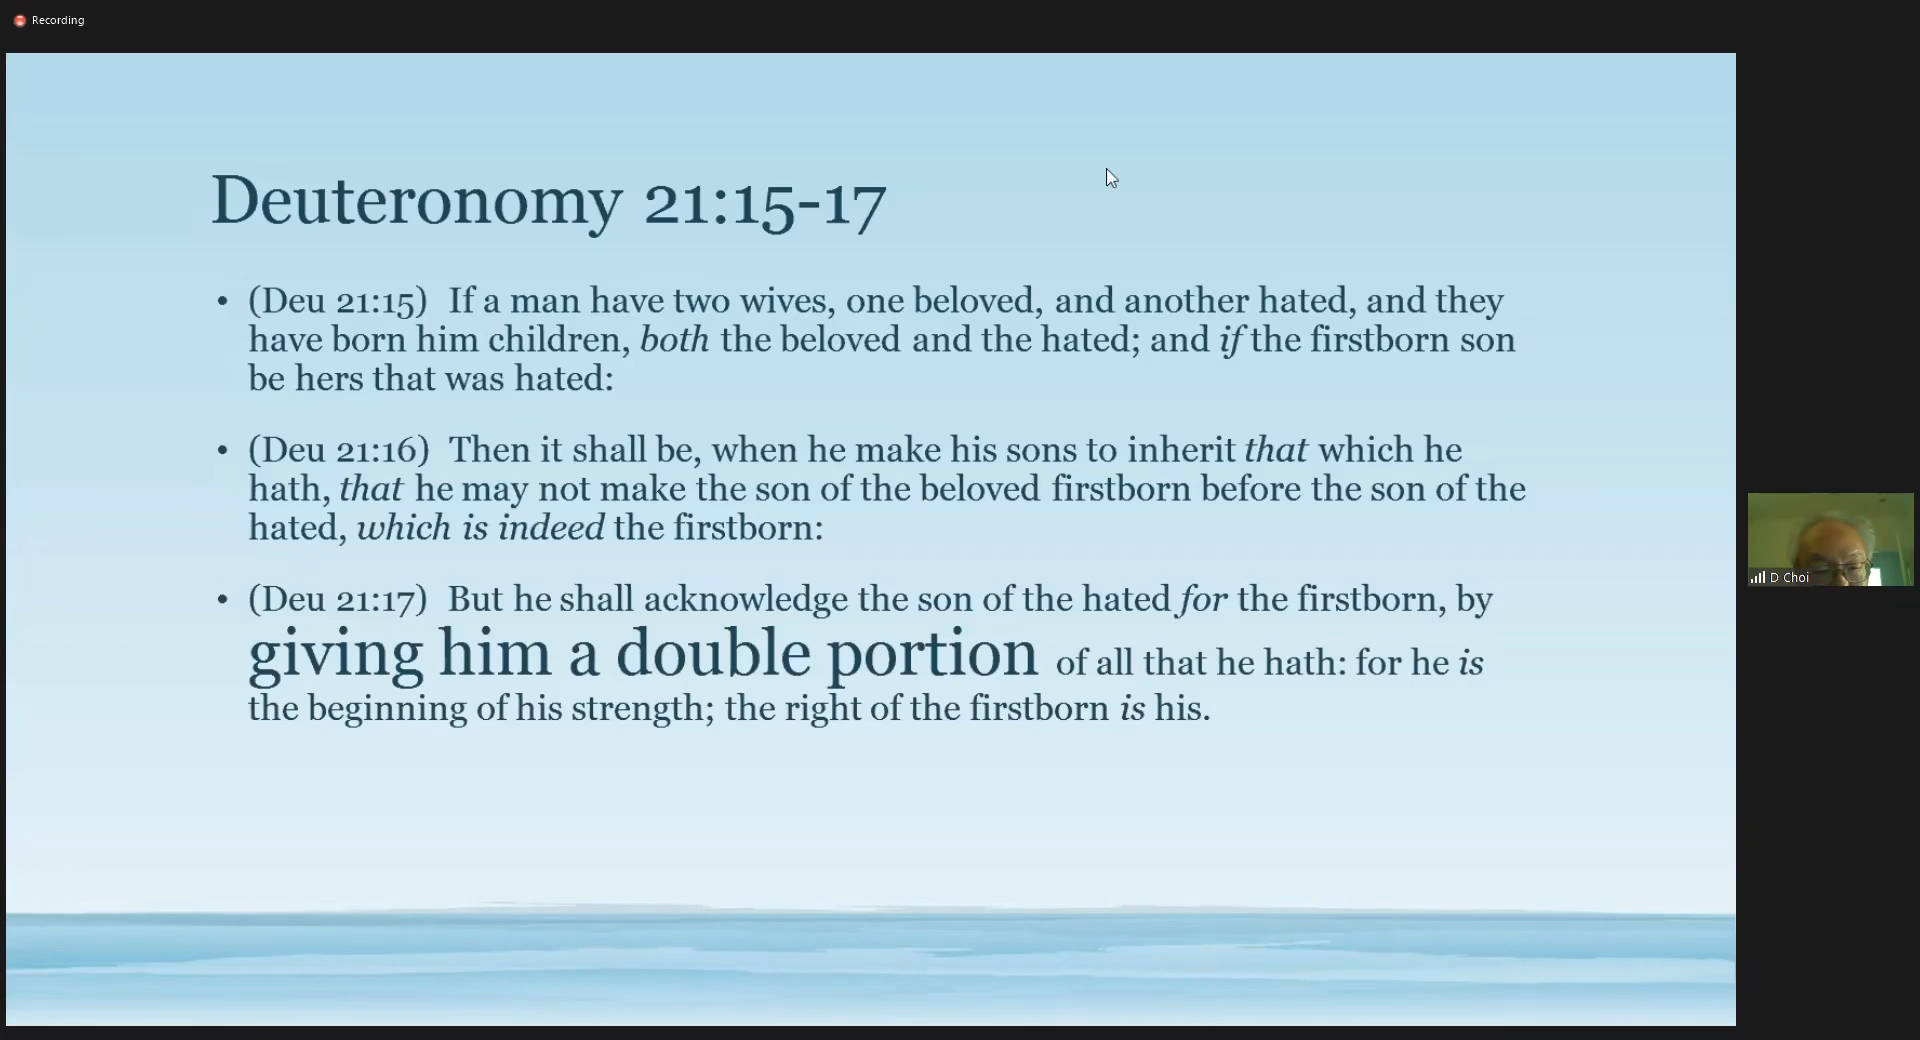 Recording
Deuteronomy 21:15-17
• (Deu 21:15)  If a man have two wives, one beloved, and another hated, and they
have born him children, both the beloved and the hated; and if the firstborn son
be hers that was hated:
• (Deu 21:16)  Then it shall be, when he make his sons to inherit that which he
hath, that he may not make the son of the beloved firstborn before the son of the
hated, which is indeed the firstborn:
• (Deu 21:17)  But he shall acknowledge the son of the hated for the firstborn, by
giving him a double portion of all that he hath: for he is
the beginning of his strength; the right of the firstborn is his.
D Choi